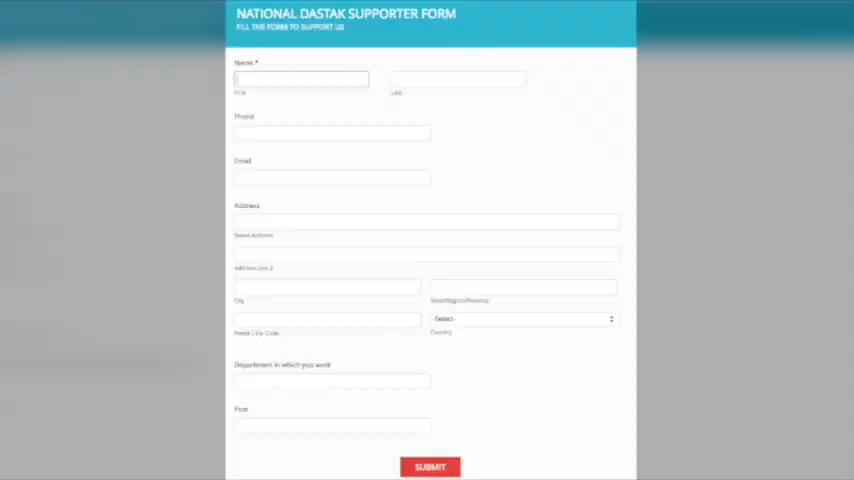 NATIONAL DASTAK SUPPORTER FORM
FILL THE FORM TO SUPPORT US
Name *
First Last
Phone
Email
Address
Street Address
Address Line 2
City State/Region/Province
-Select-
Postal / Zip Code Country
Department in which you work
Post
SUBMIT